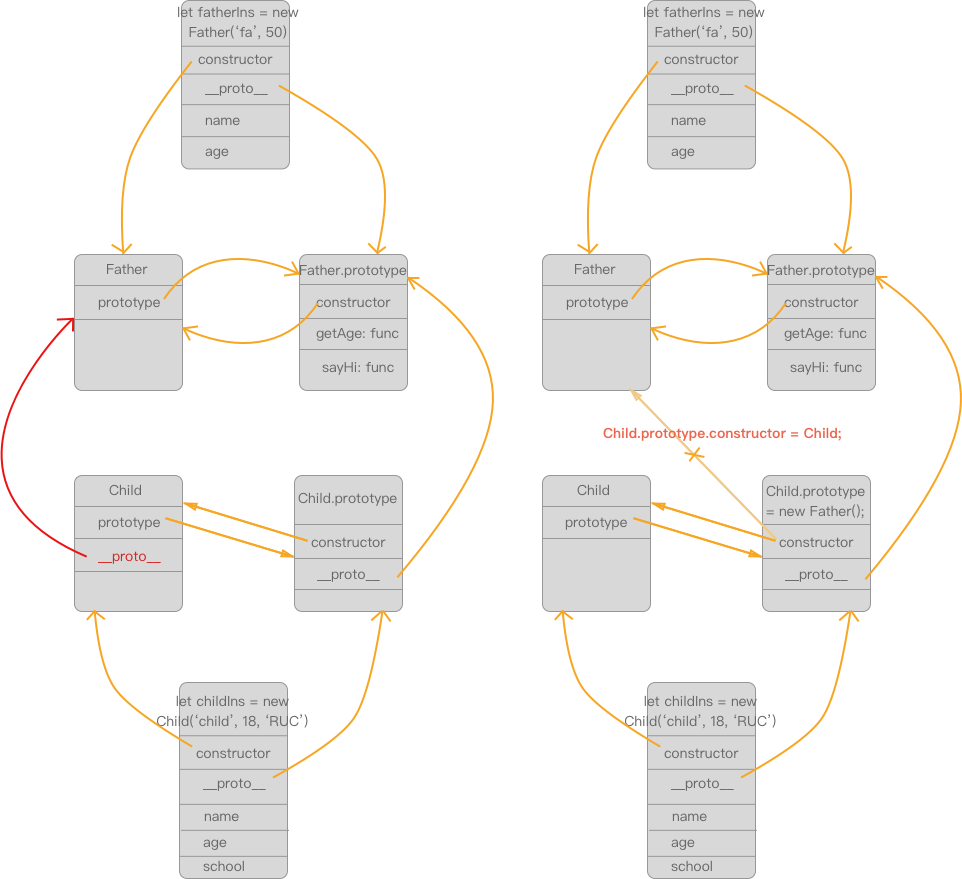 let fatherIns = new
Father(‘fa’, 50)
constructor
__proto__
name
age
Father
prototype
Father.prototype
constructor
getAge: func
sayHi: func
Child
prototype
__proto__
Child.prototype
constructor
__proto__
let childIns = new
Child(‘child’, 18, ‘RUC’)
constructor
__proto__
name
age
school
let fatherIns = new
Father(‘fa’, 50)
constructor
__proto__
name
age
Father
prototype
Father.prototype
constructor
getAge: func
sayHi: func
Child.prototype.constructor = Child;
Child
prototype
Child.prototype
= new Father();
constructor
__proto__
let childIns = new
Child(‘child’, 18, ‘RUC’)
constructor
__proto__
name
age
school